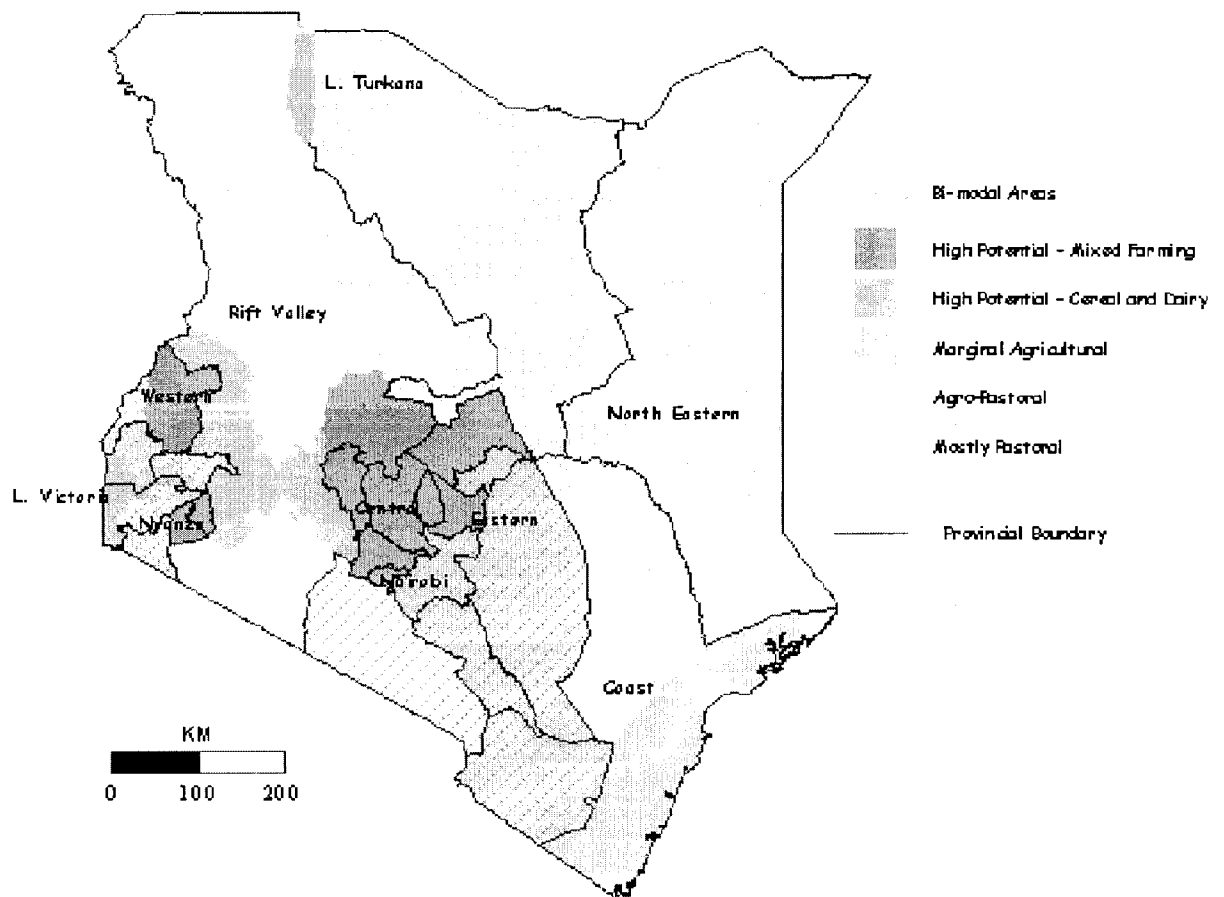 L. Turkana
Bi-modal Areas
High Potential - Mixed Farming
High Potential - Cereal and Dairy
Rift Valley
Marginal Agricultural
Western
Agro-Pastoral
North Eastern
Mostly Pastoral
L. Victoria
Central
Nyanza
Eastern
Provincial Boundary
Nairobi
Coast
KM
0 100 200